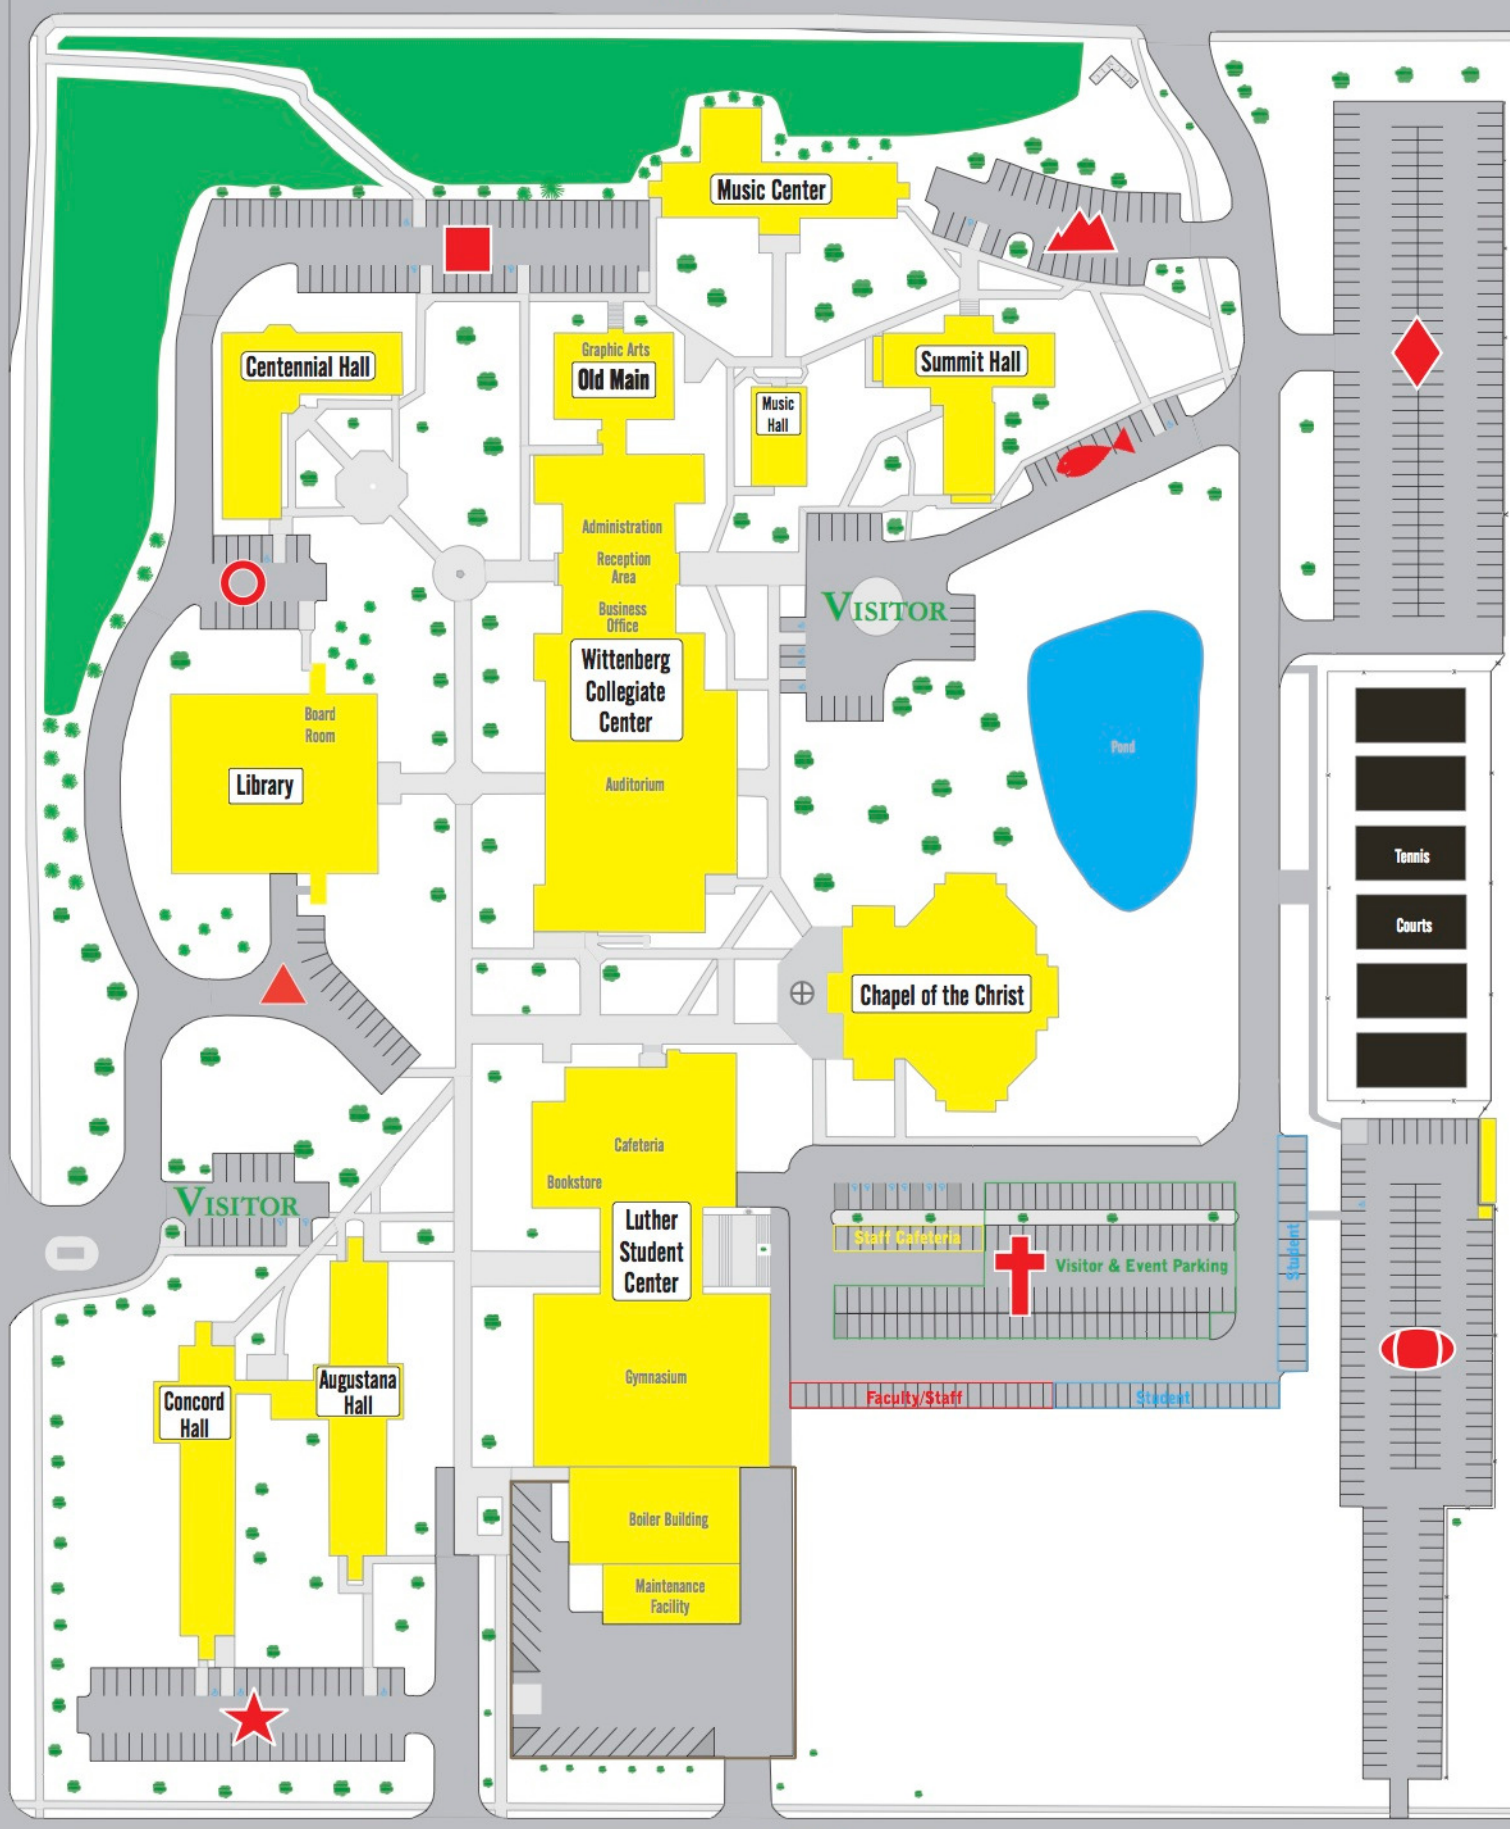 Music Center
Graphic Arts
Old Main
Centennial Hall
Summit Hall
Music
Hall
Administration
Reception
Area
Business
Office
VISITOR
Wittenberg
Collegiate
Center
Board
Room
Library
Auditorium
Pond
Tennis
Courts
Chapel of the Christ
Cafeteria
Bookstore
VISITOR
Luther
Student
Center
Staff Cafeteria
Visitor & Event Parking
Student
Gymnasium
Augustana
Hall
Concord
Hall
Faculty/Staff
Student
Boiler Building
Maintenance
Facility